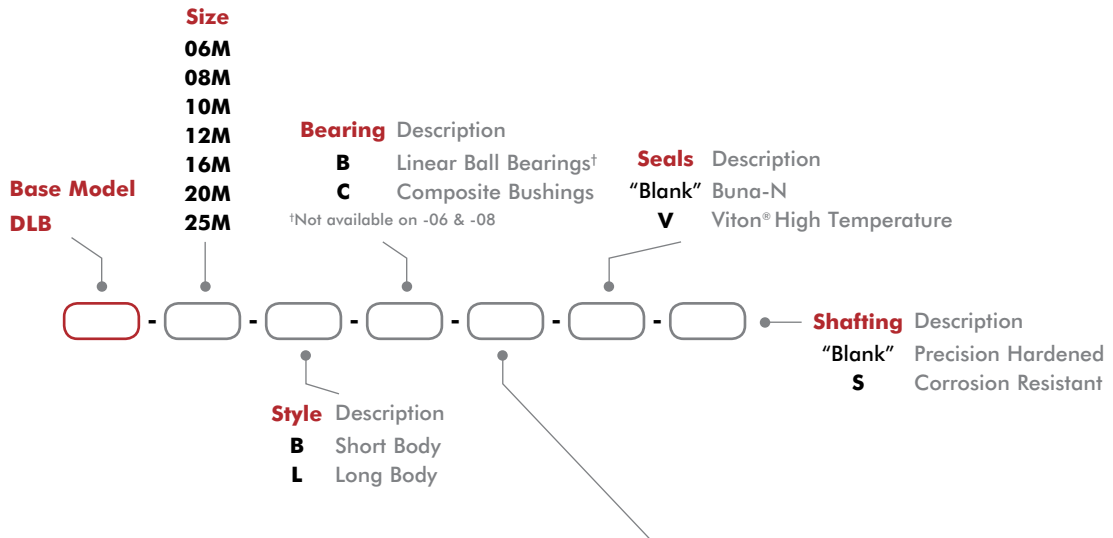 Size
06M
08M
10M
12M
16M
20M
25M
Base Model
DLB
Bearing Description
B Linear Ball Bearings†
C Composite Bushings
†Not available on -06 & -08
Seals Description
“Blank” Buna-N
V Viton® High Temperature
- - - - - -
Shafting Description
“Blank” Precision Hardened
S Corrosion Resistant
Style Description
B Short Body
L Long Body